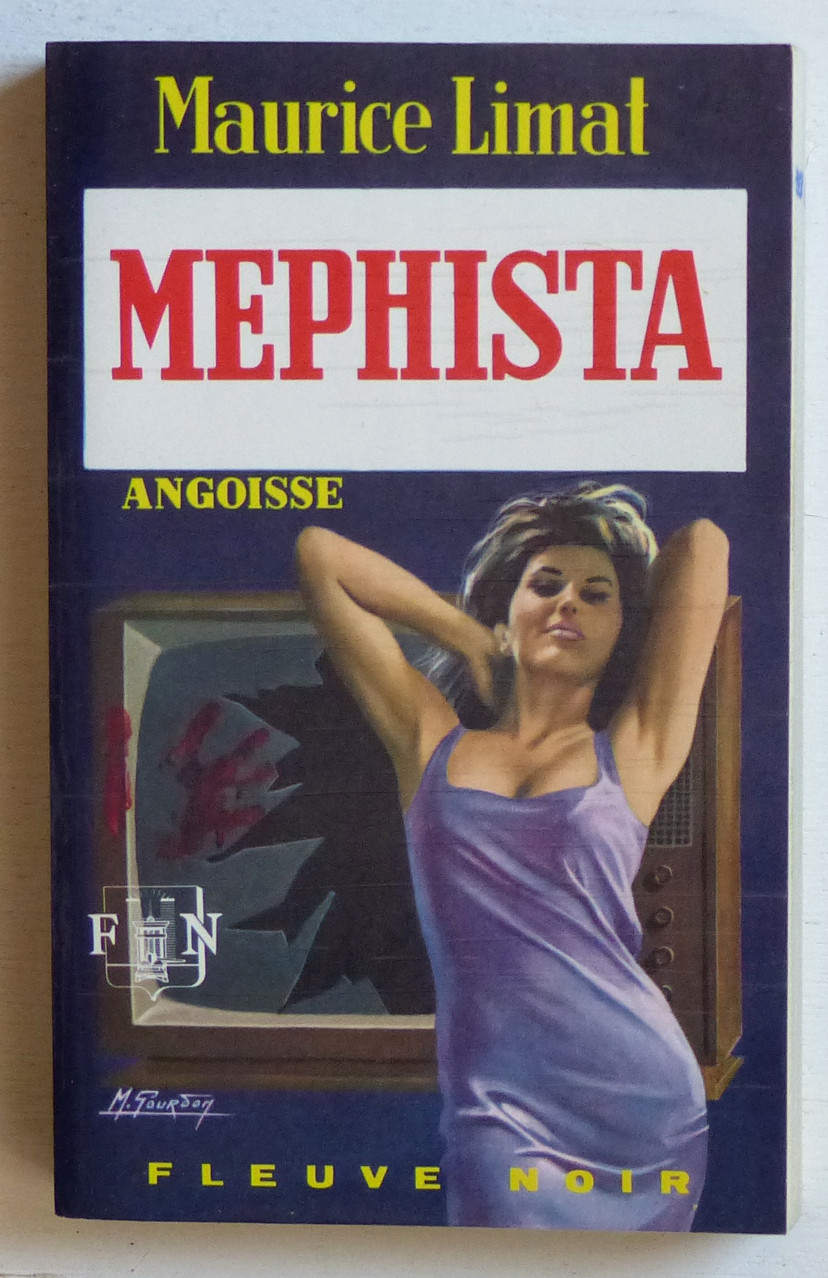 Maurice Limat
MEPHISTA
ANGOISSE
F N
M. Gourdon
FLEUVE NOIR